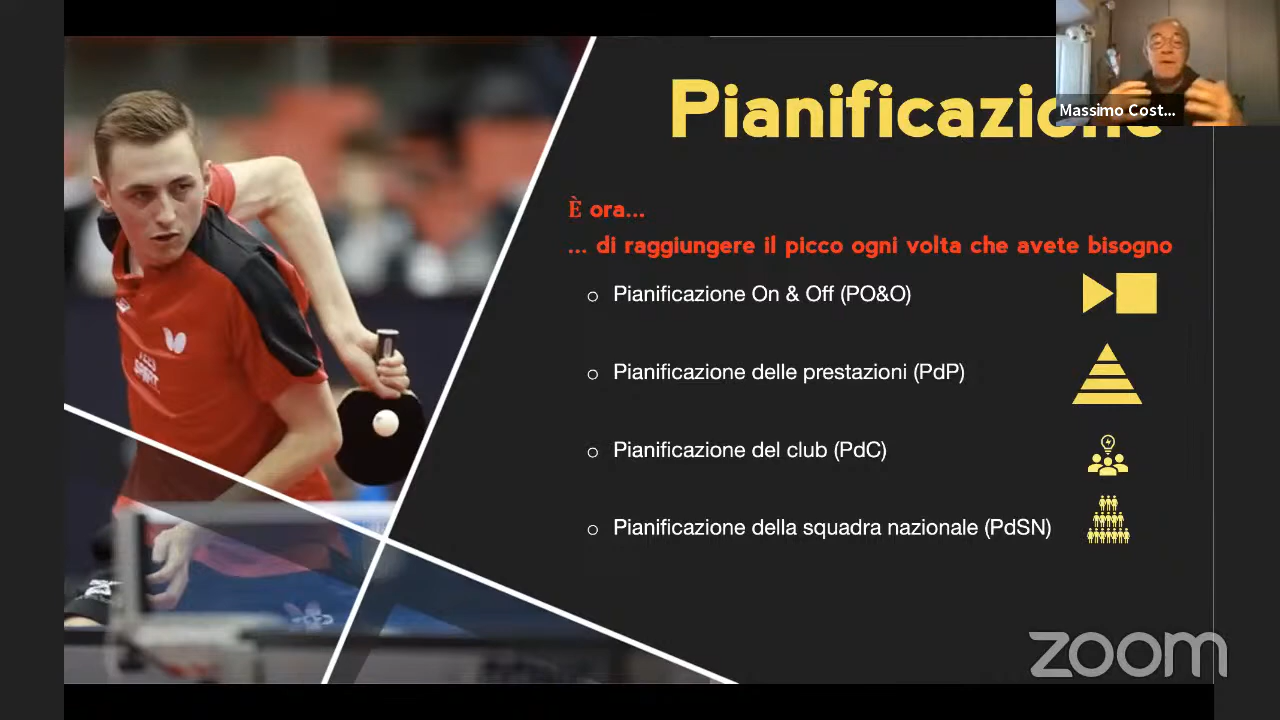 Pianificazione
Massimo Cost...
È ora...
... di raggiungere il picco ogni volta che avete bisogno
Pianificazione On & Off (PO&O)
Pianificazione delle prestazioni (PdP)
Pianificazione del club (PdC)
Pianificazione della squadra nazionale (PdSN)
SPORT
zoom